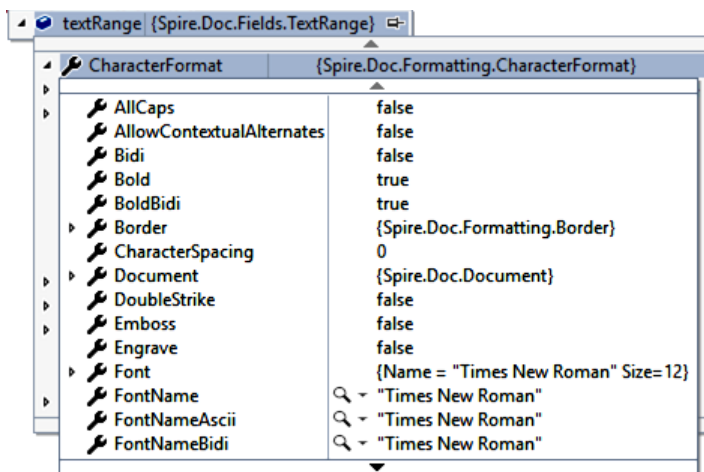 textRange {Spire.Doc.Fields.TextRange}
CharacterFormat {Spire.Doc.Formatting.CharacterFormat}
AllCaps false
AllowContextualAlternates false
Bidi false
Bold true
BoldBidi true
Border {Spire.Doc.Formatting.Border}
CharacterSpacing 0
Document {Spire.Doc.Document}
DoubleStrike false
Emboss false
Engrave false
Font {Name = "Times New Roman" Size=12}
FontName "Times New Roman"
FontNameAscii "Times New Roman"
FontNameBidi "Times New Roman"